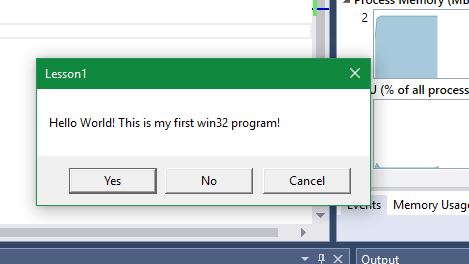 Process Memory (MB
2
0
Lesson1
Hello World! This is my first win32 program!
Yes
No
Cancel
U (% of all process
Events
Memory Usage
Output